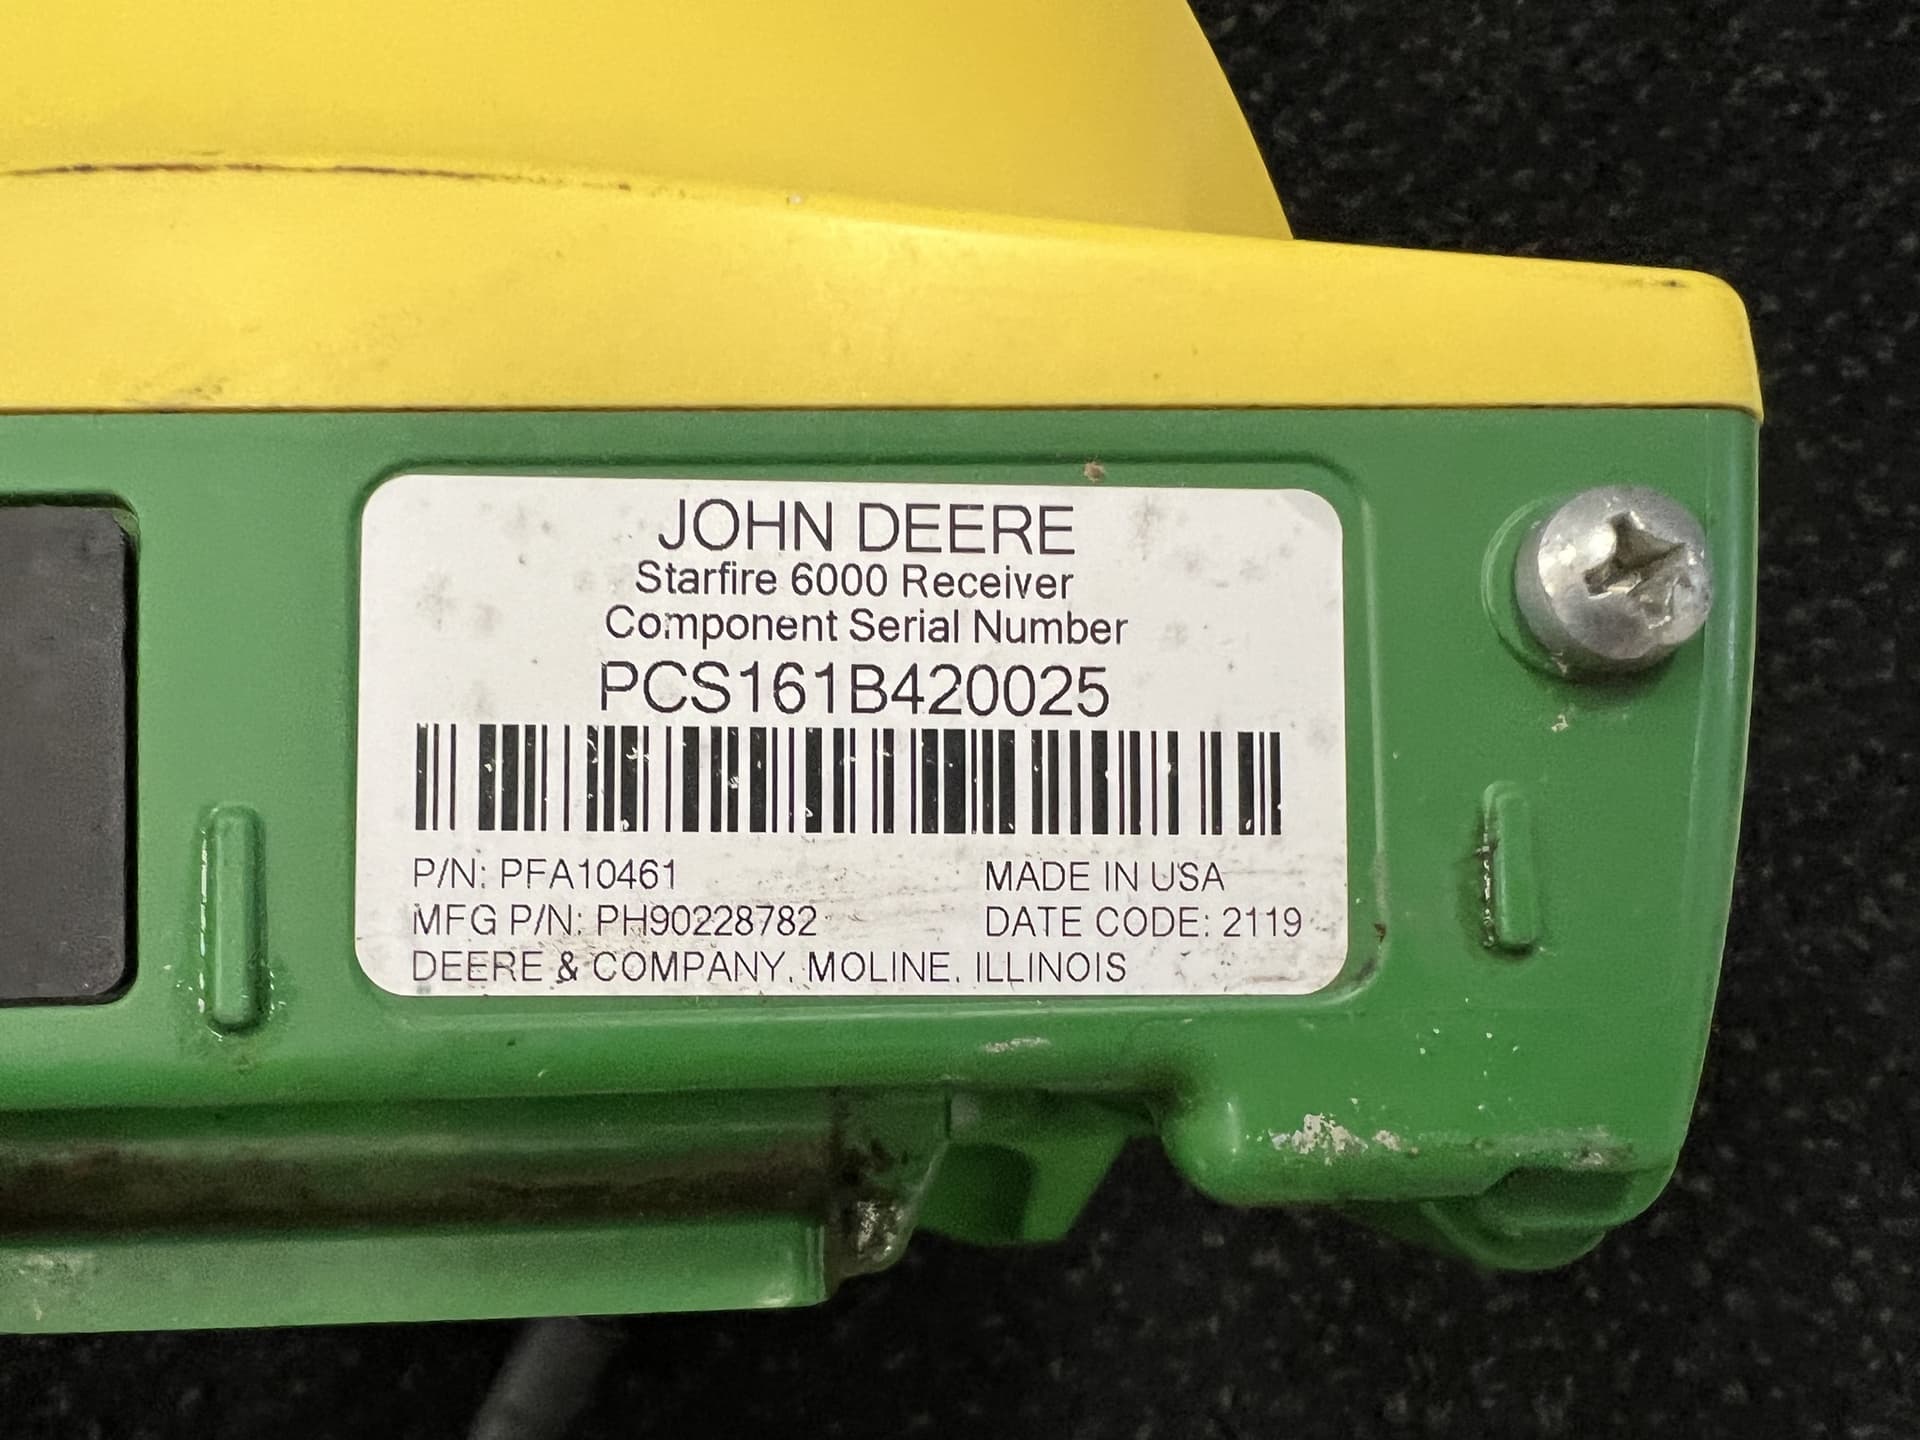 JOHN DEERE
Starfire 6000 Receiver
Component Serial Number
PCS161B420025
P/N: PFA10461 MADE IN USA
MFG P/N: PH90228782 DATE CODE: 2119
DEERE & COMPANY, MOLINE, ILLINOIS